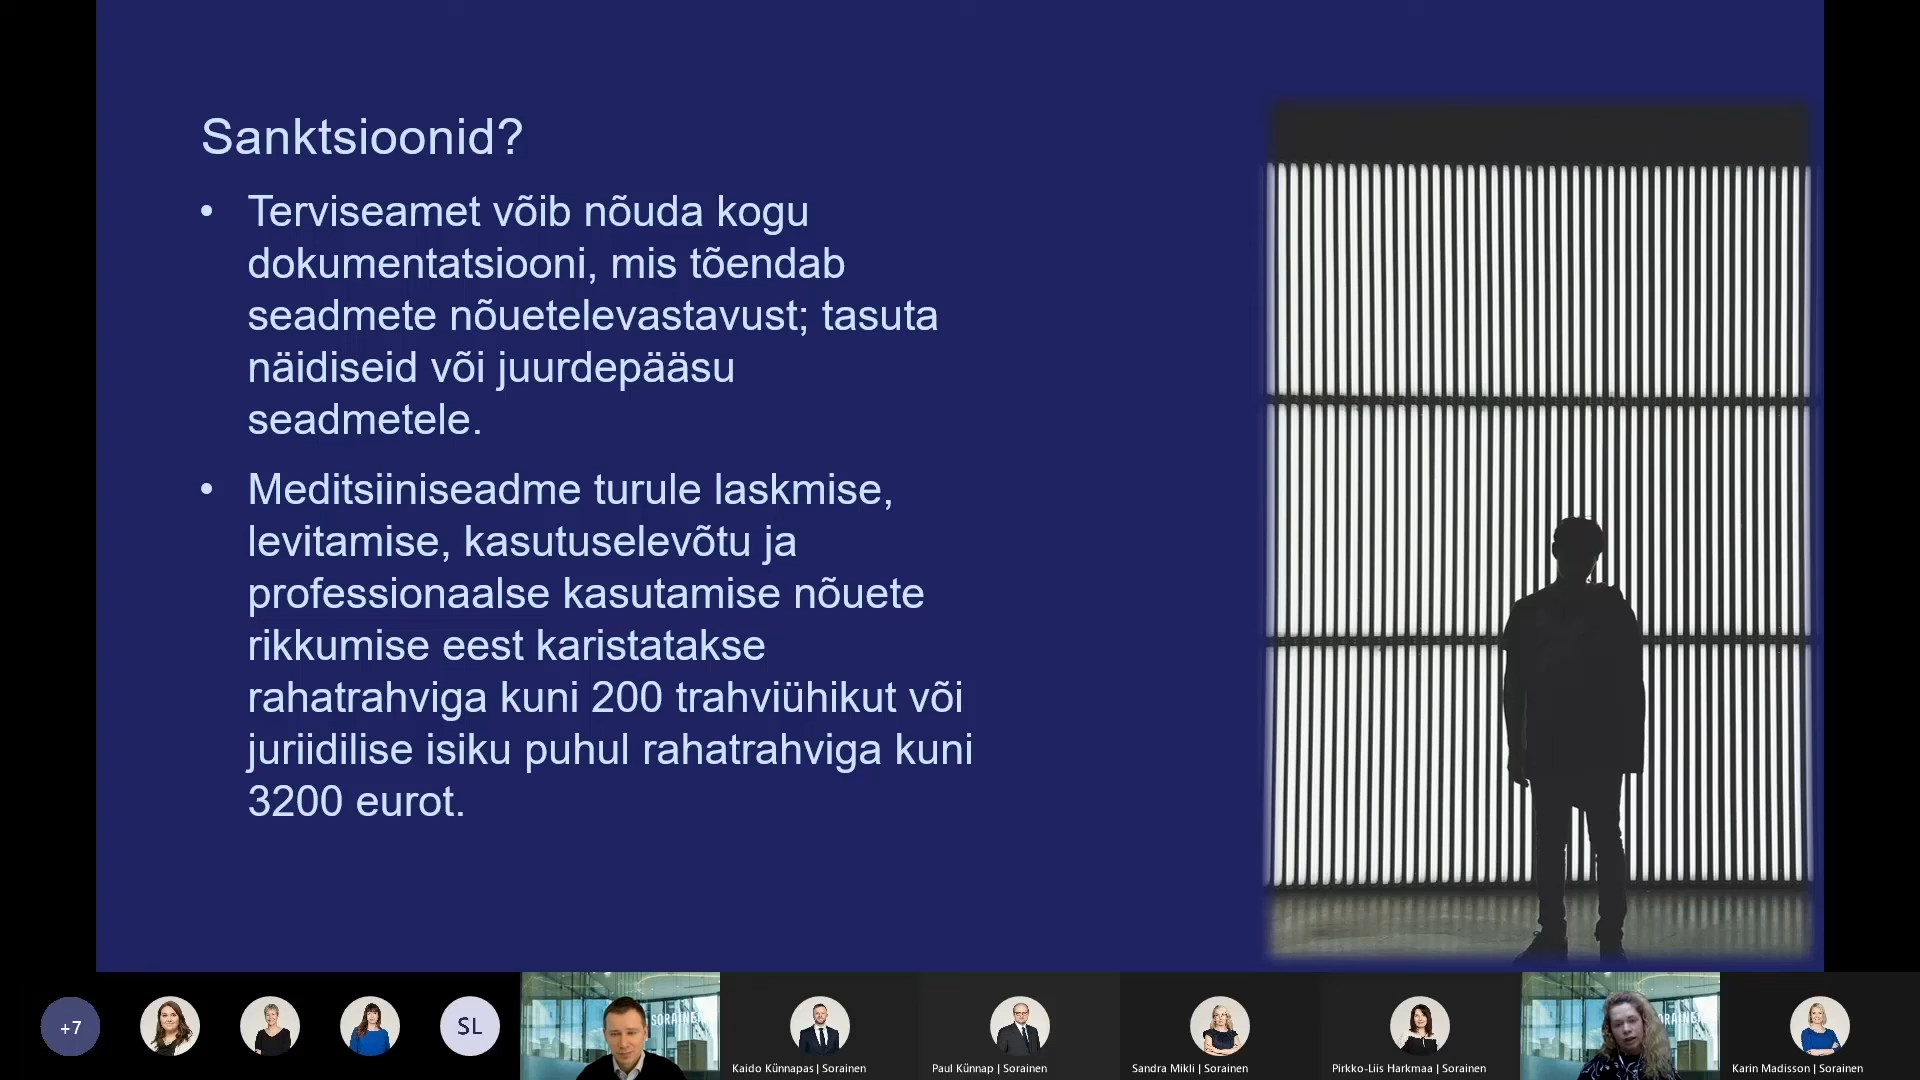 Sanktsioonid?
• Terviseamet võib nõuda kogu
dokumentatsiooni, mis tõendab
seadmete nõuetelevastavust; tasuta
näidiseid või juurdepääsu
seadmetele.
• Meditsiiniseadme turule laskmise,
levitamise, kasutuselevõtu ja
professionaalse kasutamise nõuete
rikkumise eest karistatakse
rahatrahviga kuni 200 trahviühikut või
juriidilise isiku puhul rahatrahviga kuni
3200 eurot.
+7
SL
SORAINEN
Kaido Künnapas | Sorainen
Paul Künnap | Sorainen
Sandra Mikli | Sorainen
Pirkko-Liis Harkmaa | Sorainen
Karin Madisson | Sorainen